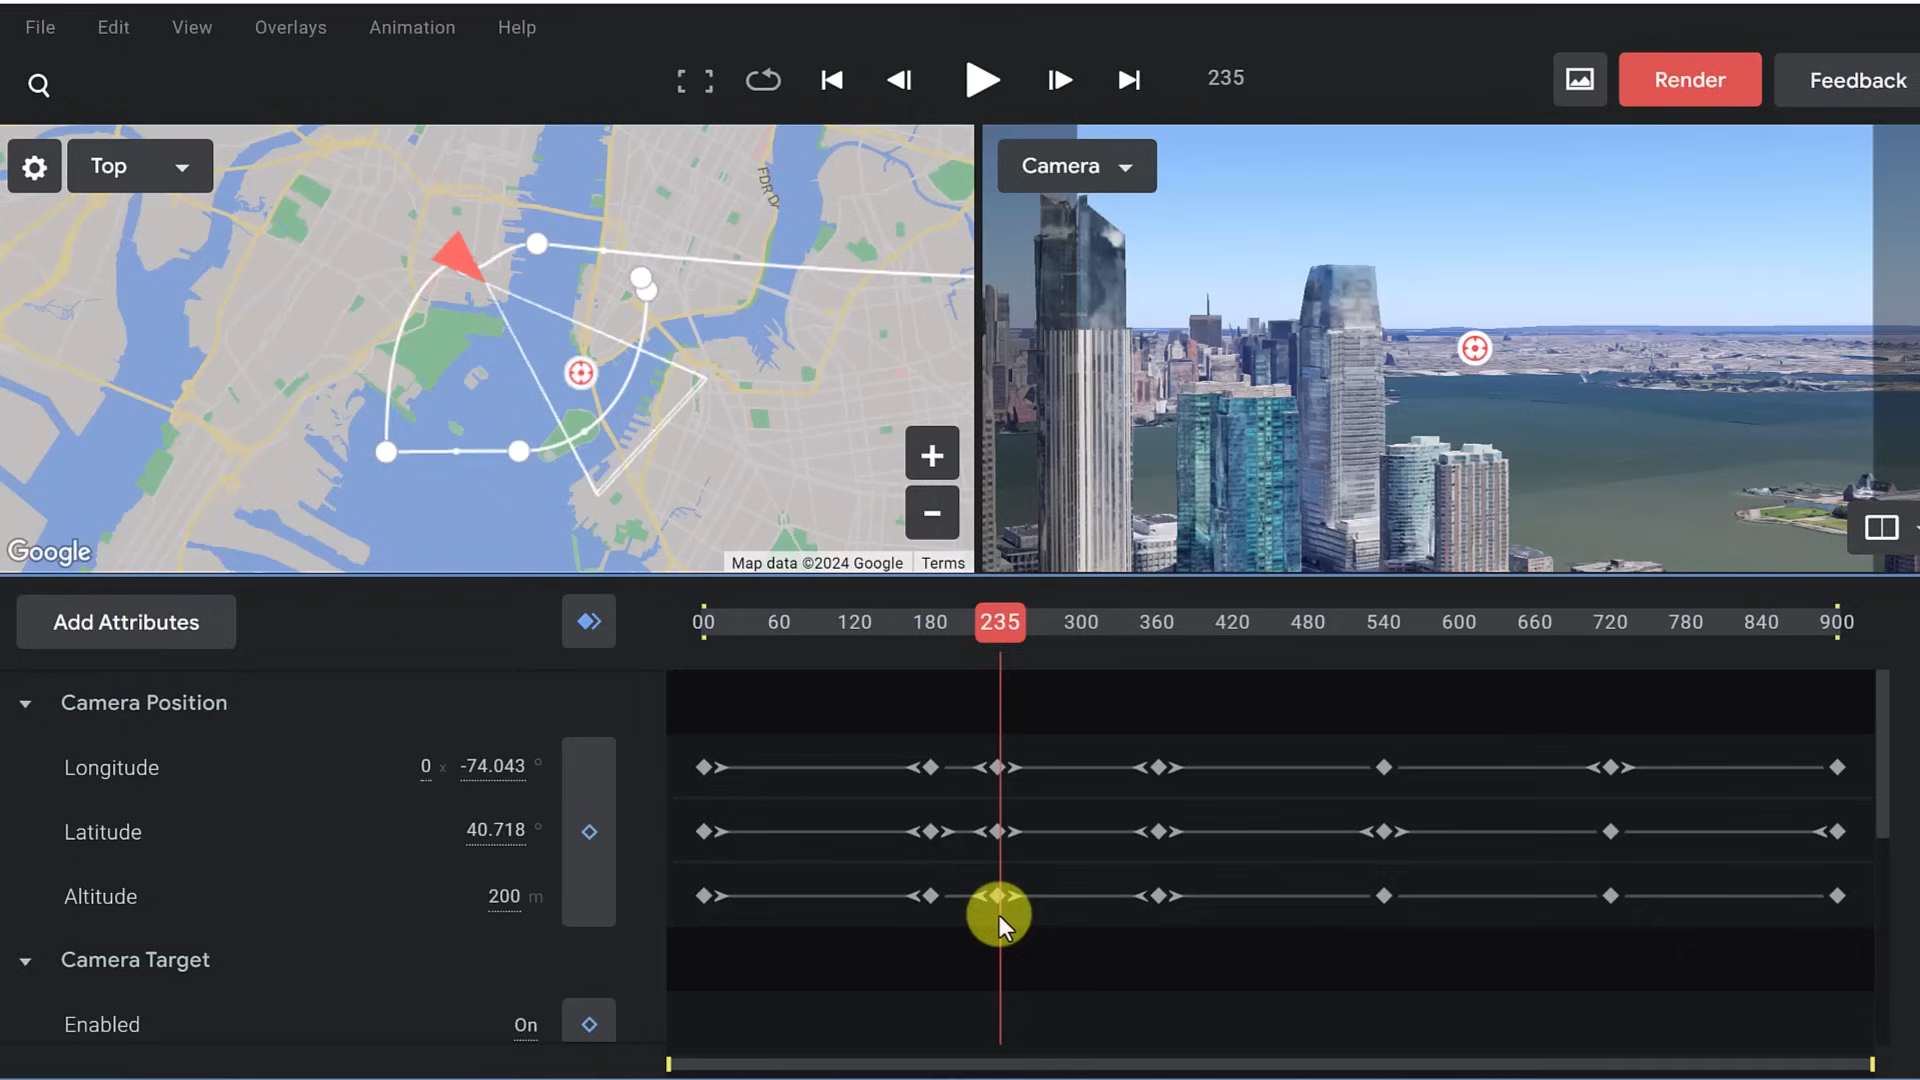 File Edit View Overlays Animation Help
235
Render
Feedback
Top
FDR Dr
Camera
Google
Map data ©2024 Google Terms
Add Attributes
00 60 120 180 235 300 360 420 480 540 600 660 720 780 840 900
Camera Position
Longitude 0 x -74.043 °
Latitude 40.718 °
Altitude 200 m
Camera Target
Enabled On